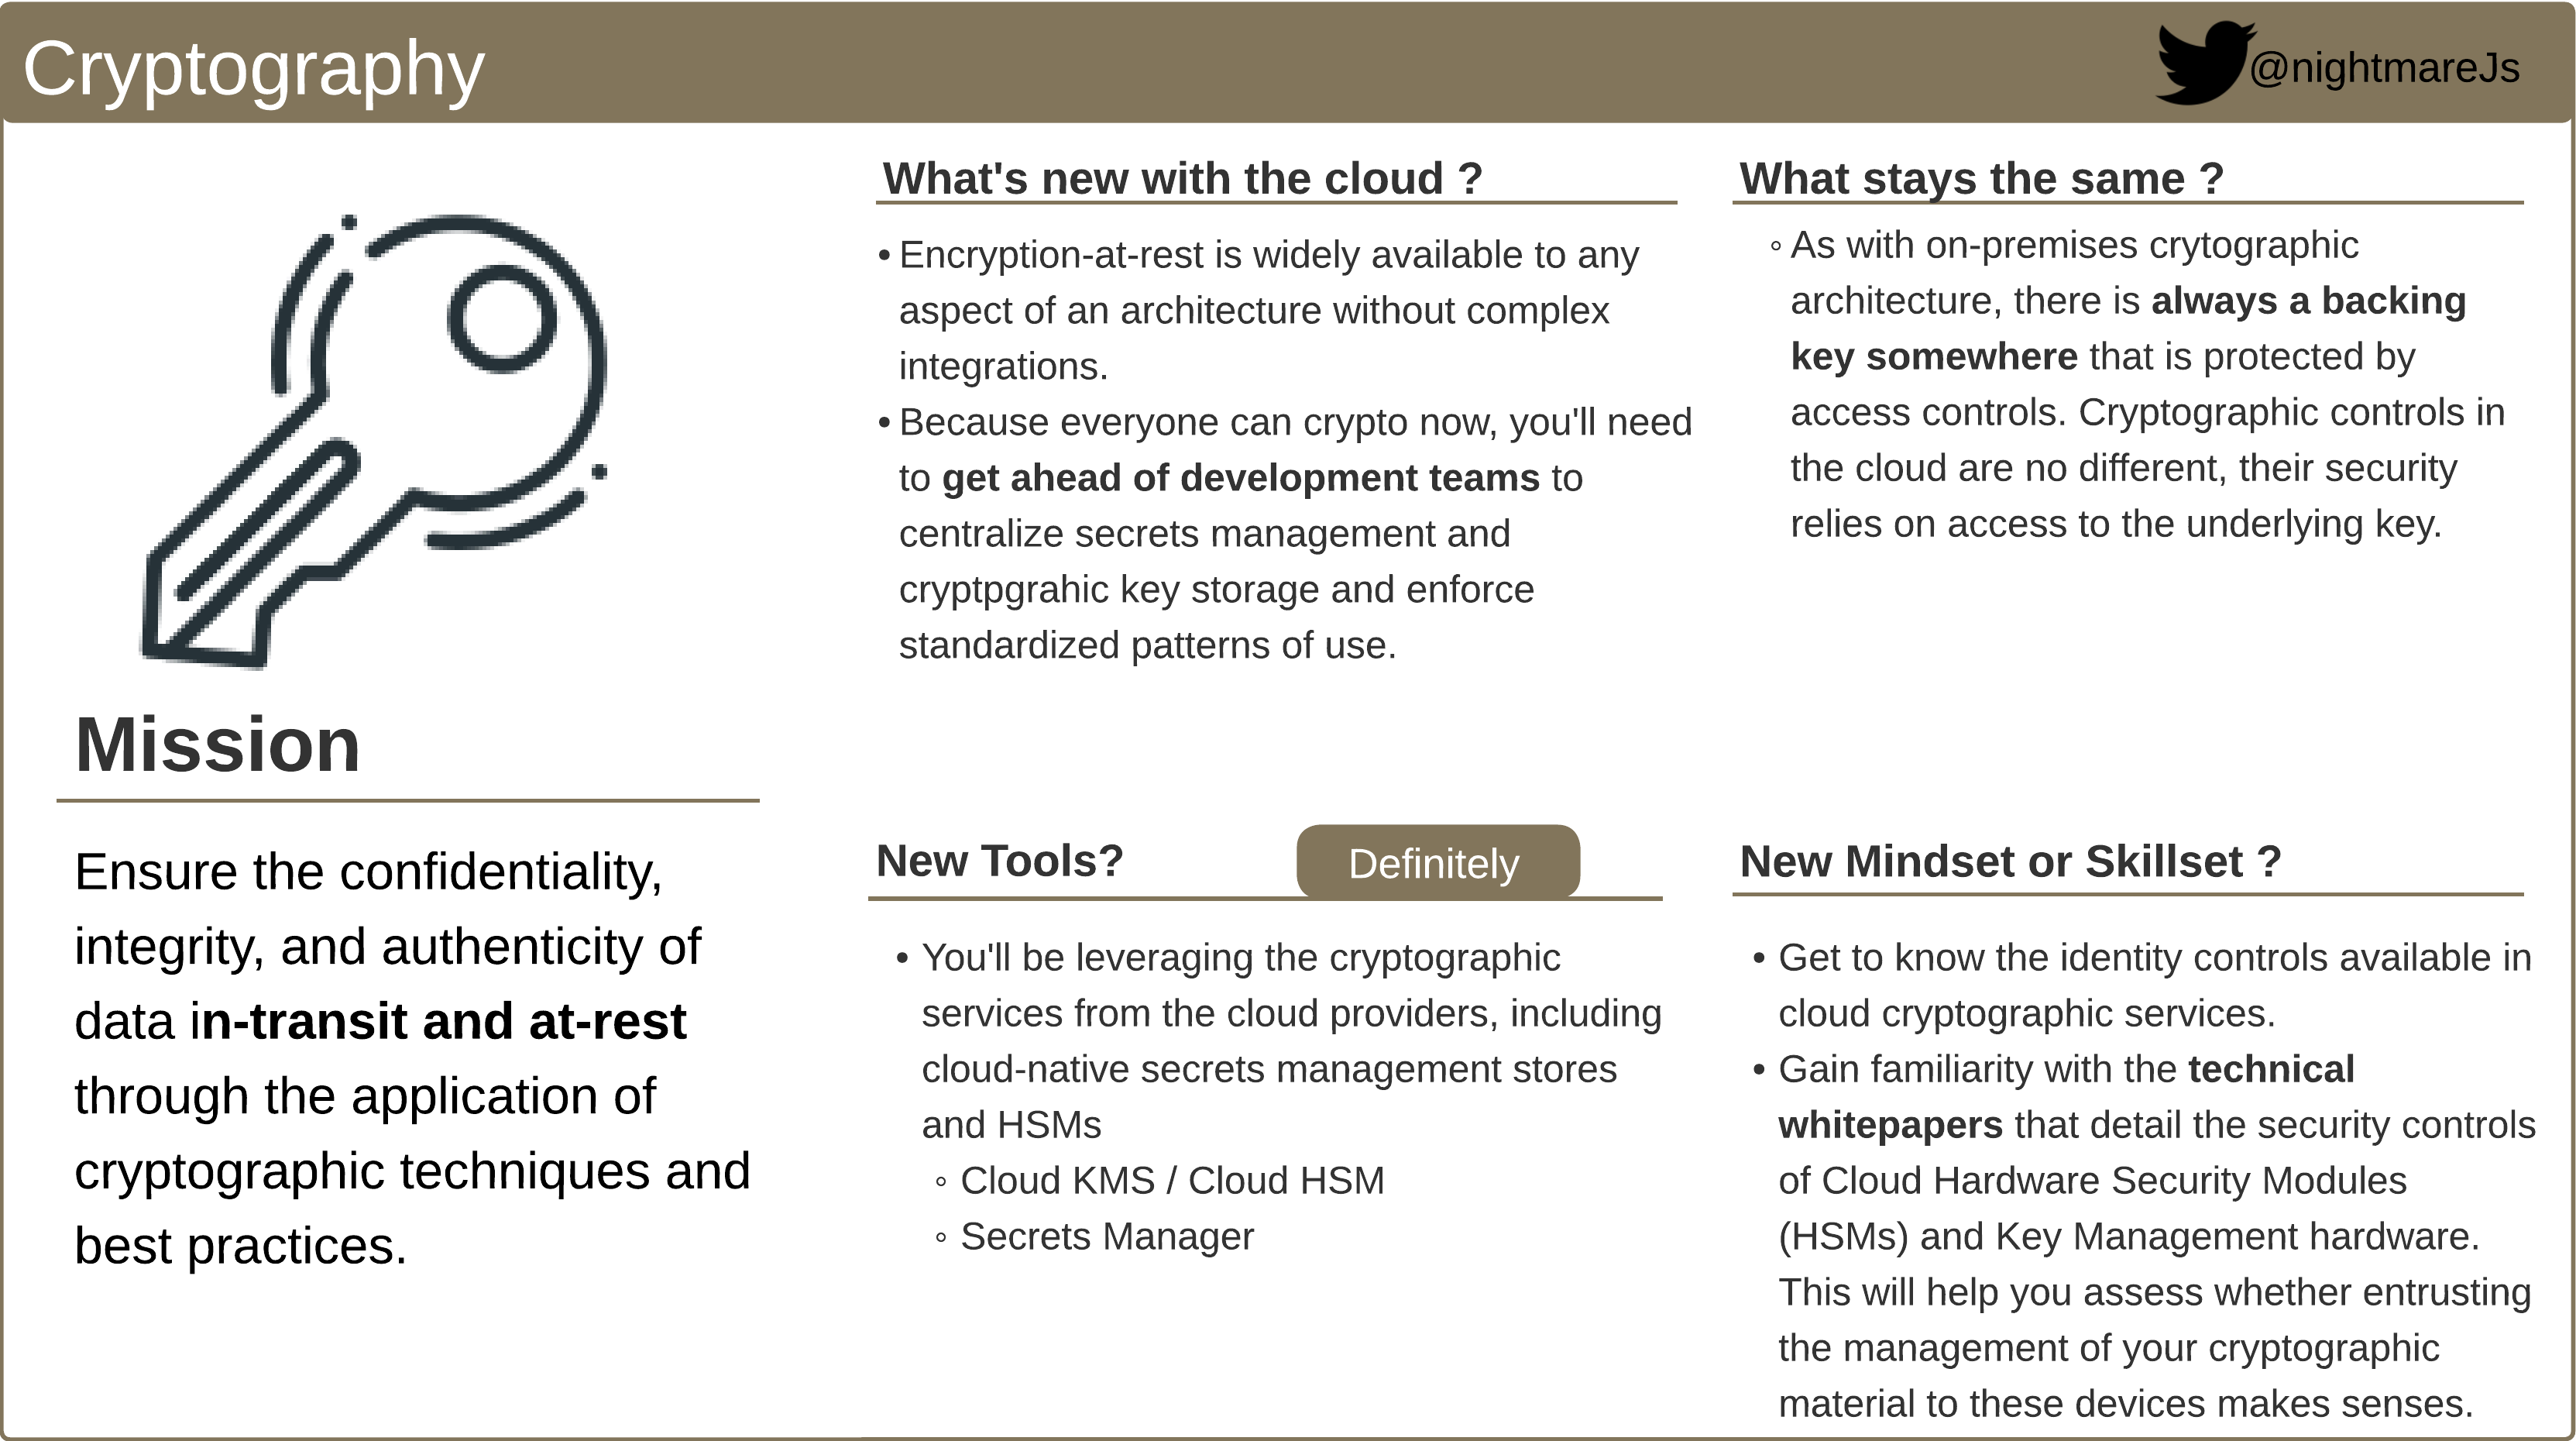 Cryptography
@nightmareJs
Mission
Ensure the confidentiality,
integrity, and authenticity of
data in-transit and at-rest
through the application of
cryptographic techniques and
best practices.
What's new with the cloud ?
• Encryption-at-rest is widely available to any
aspect of an architecture without complex
integrations.
• Because everyone can crypto now, you'll need
to get ahead of development teams to
centralize secrets management and
cryptpgrahic key storage and enforce
standardized patterns of use.
What stays the same ?
◦ As with on-premises crytographic
architecture, there is always a backing
key somewhere that is protected by
access controls. Cryptographic controls in
the cloud are no different, their security
relies on access to the underlying key.
New Tools?
Definitely
• You'll be leveraging the cryptographic
services from the cloud providers, including
cloud-native secrets management stores
and HSMs
◦ Cloud KMS / Cloud HSM
◦ Secrets Manager
New Mindset or Skillset ?
• Get to know the identity controls available in
cloud cryptographic services.
• Gain familiarity with the technical
whitepapers that detail the security controls
of Cloud Hardware Security Modules
(HSMs) and Key Management hardware.
This will help you assess whether entrusting
the management of your cryptographic
material to these devices makes senses.